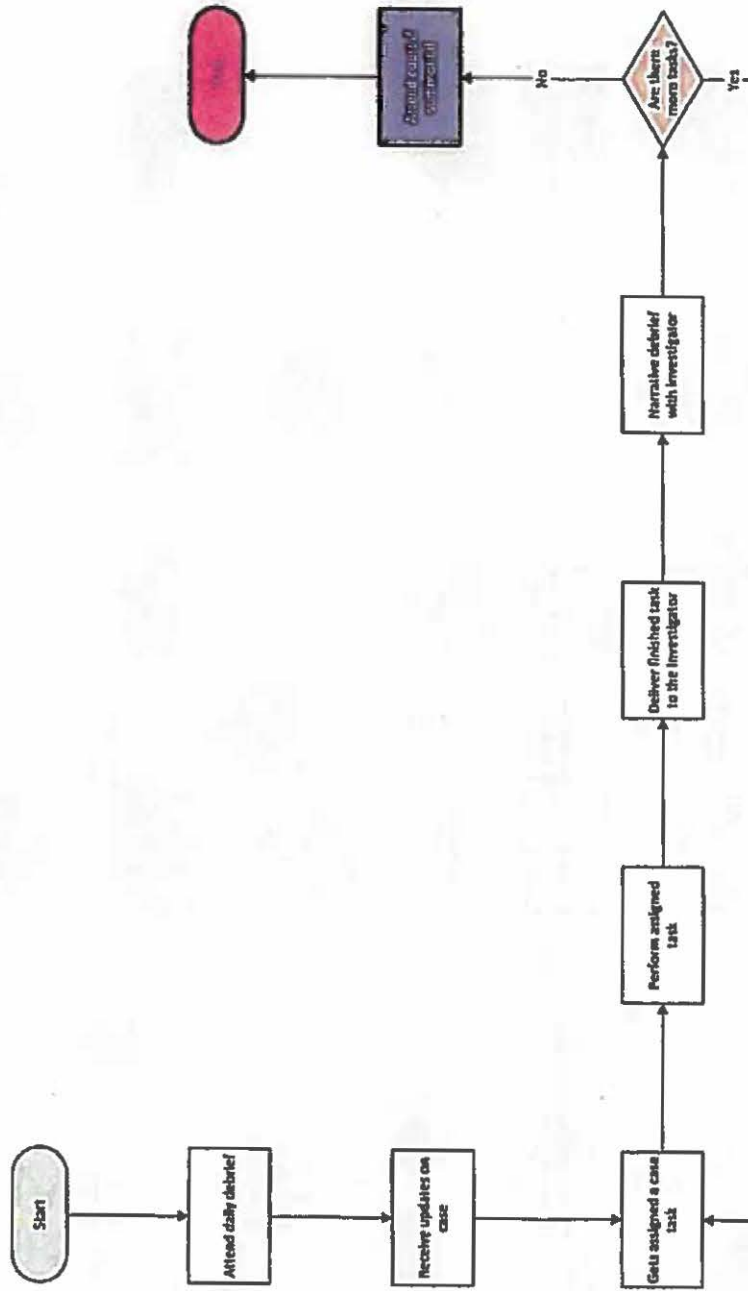 Start
Attend daily debrief
Receive updates on
case
Gets assigned a case
task
Perform assigned
task
Deliver finished task
to the Investigator
Narrative debrief
with investigator
Are there
more tasks?
Yes
No